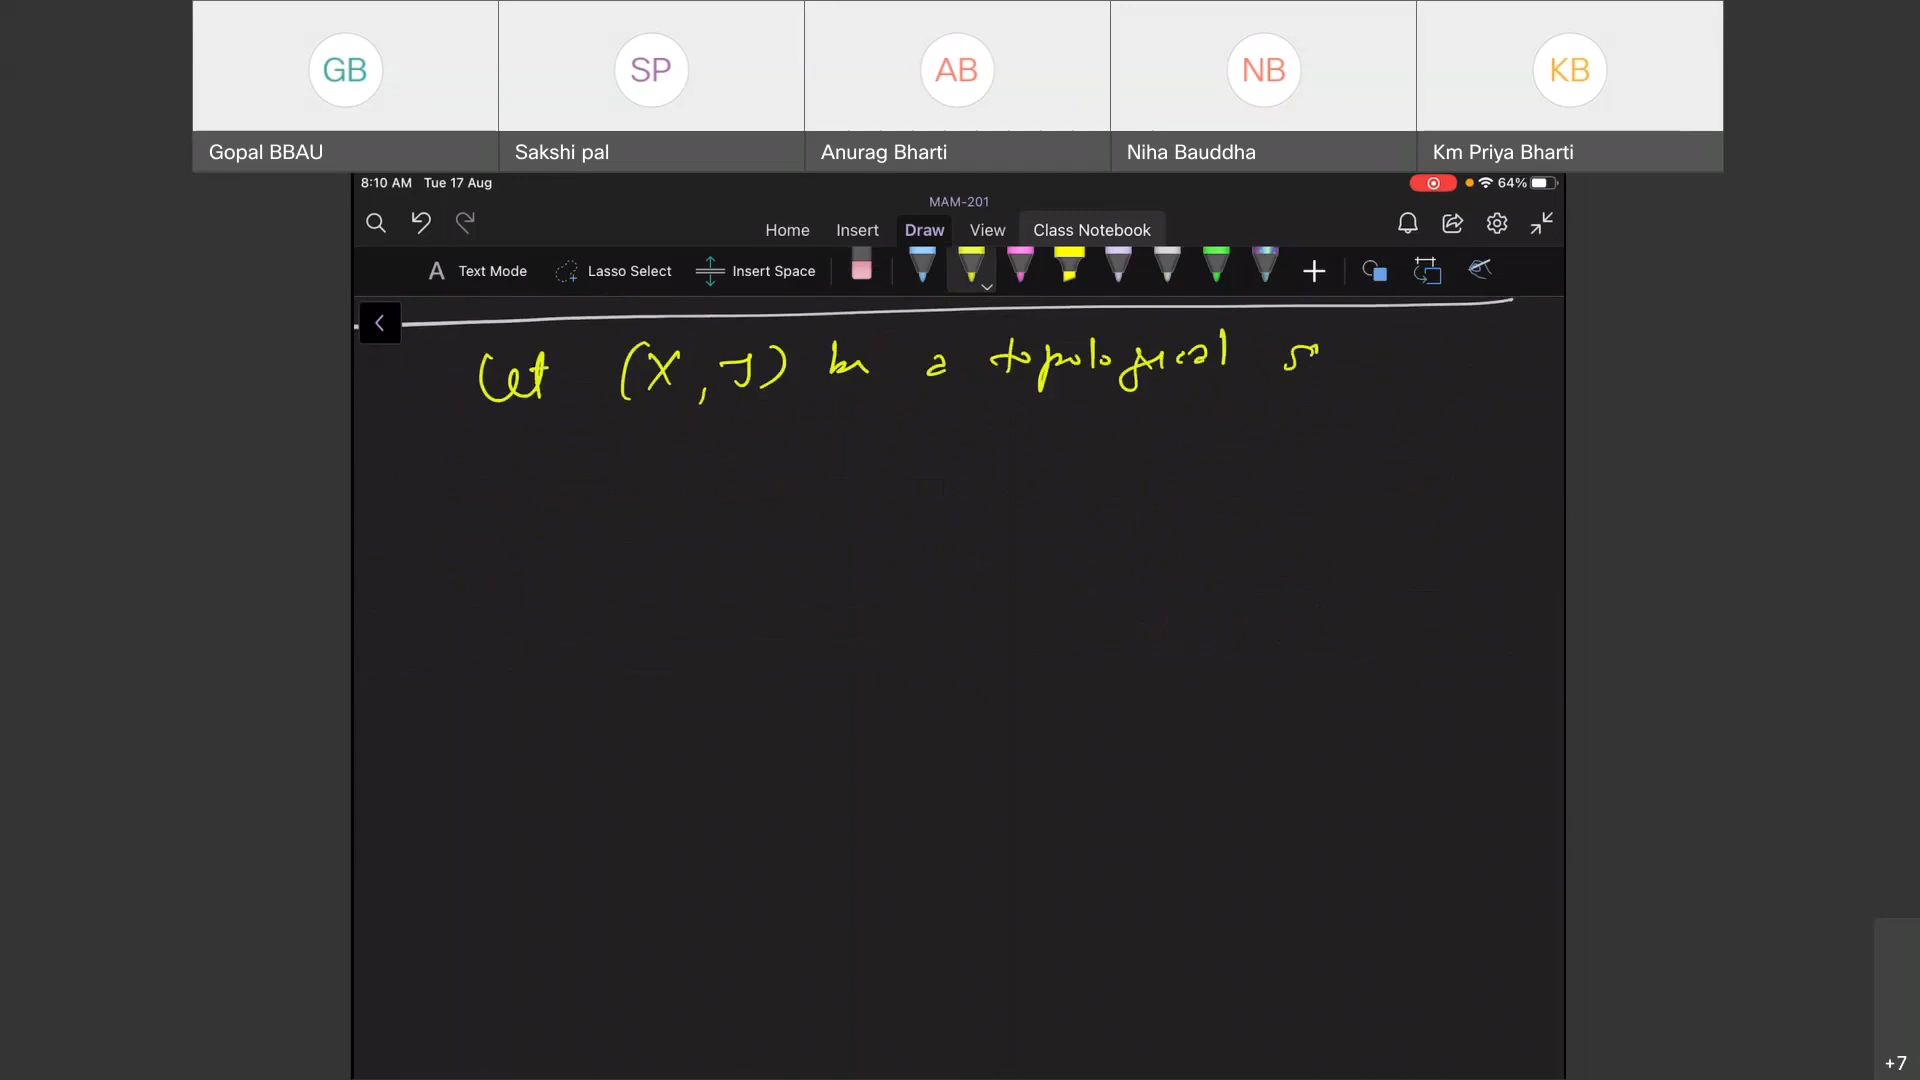 GB SP AB NB KB
Gopal BBAU Sakshi pal Anurag Bharti Niha Bauddha Km Priya Bharti
8:10 AM Tue 17 Aug 64%
MAM-201
Home Insert Draw View Class Notebook
A Text Mode Lasso Select Insert Space
Let (X, J) be a topological s
+7